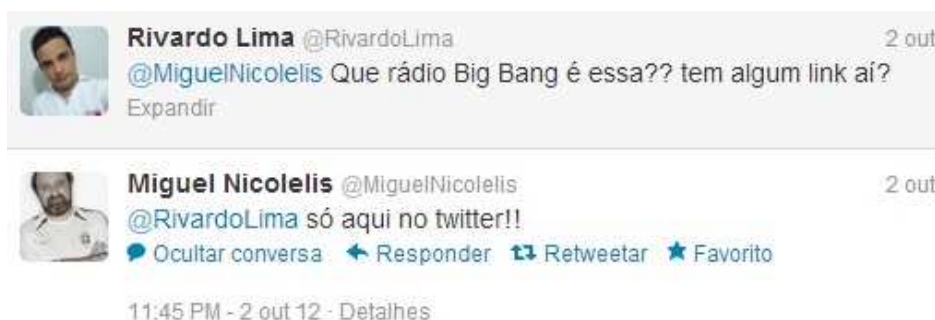 Rivardo Lima @RivardoLima 2 out
@MiguelNicolelis Que rádio Big Bang é essa?? tem algum link aí?
Expandir
Miguel Nicolelis @MiguelNicolelis 2 out
@RivardoLima só aqui no twitter!!
Ocultar conversa Responder Retweetar Favorito
11:45 PM - 2 out 12 · Detalhes